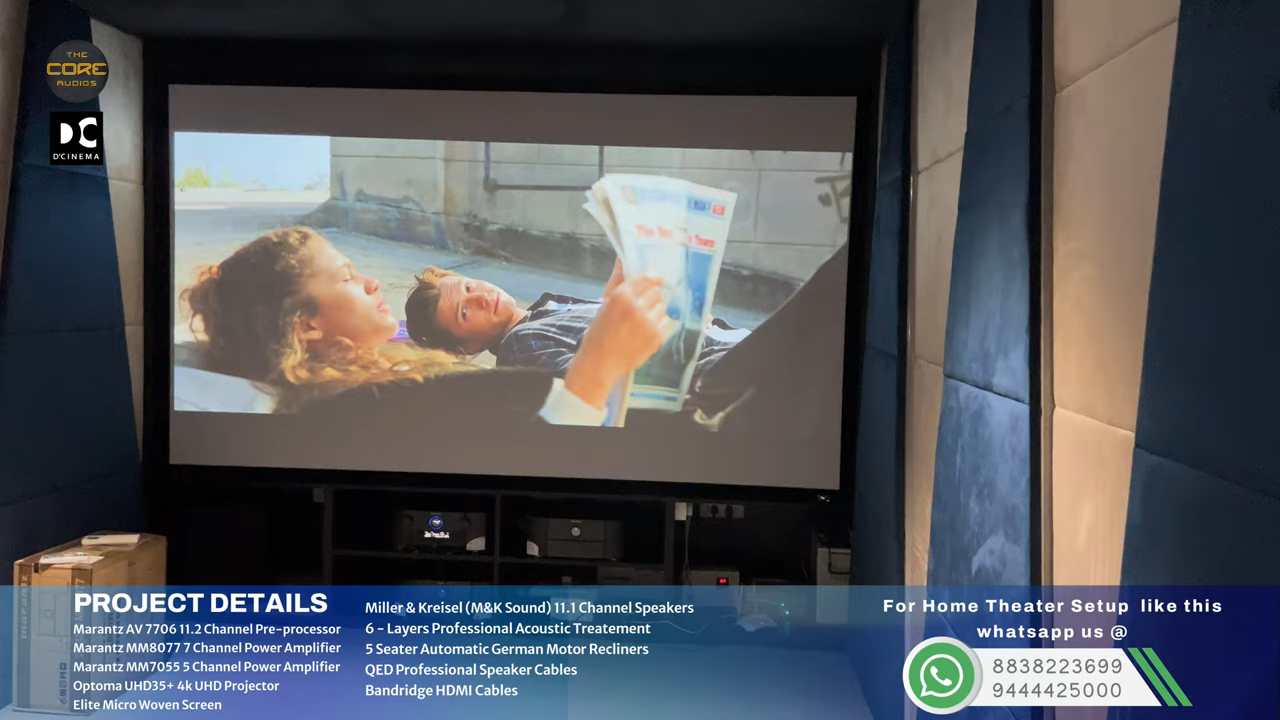 THE
CORE
AUDIOS
DC
D'CINEMA
PROJECT DETAILS
Marantz AV 7706 11.2 Channel Pre-processor
Marantz MM8077 7 Channel Power Amplifier
Marantz MM7055 5 Channel Power Amplifier
Optoma UHD35+ 4k UHD Projector
Elite Micro Woven Screen
Miller & Kreisel (M&K Sound) 11.1 Channel Speakers
6 - Layers Professional Acoustic Treatement
5 Seater Automatic German Motor Recliners
QED Professional Speaker Cables
Bandridge HDMI Cables
For Home Theater Setup like this
whatsapp us @
8838223699
9444425000